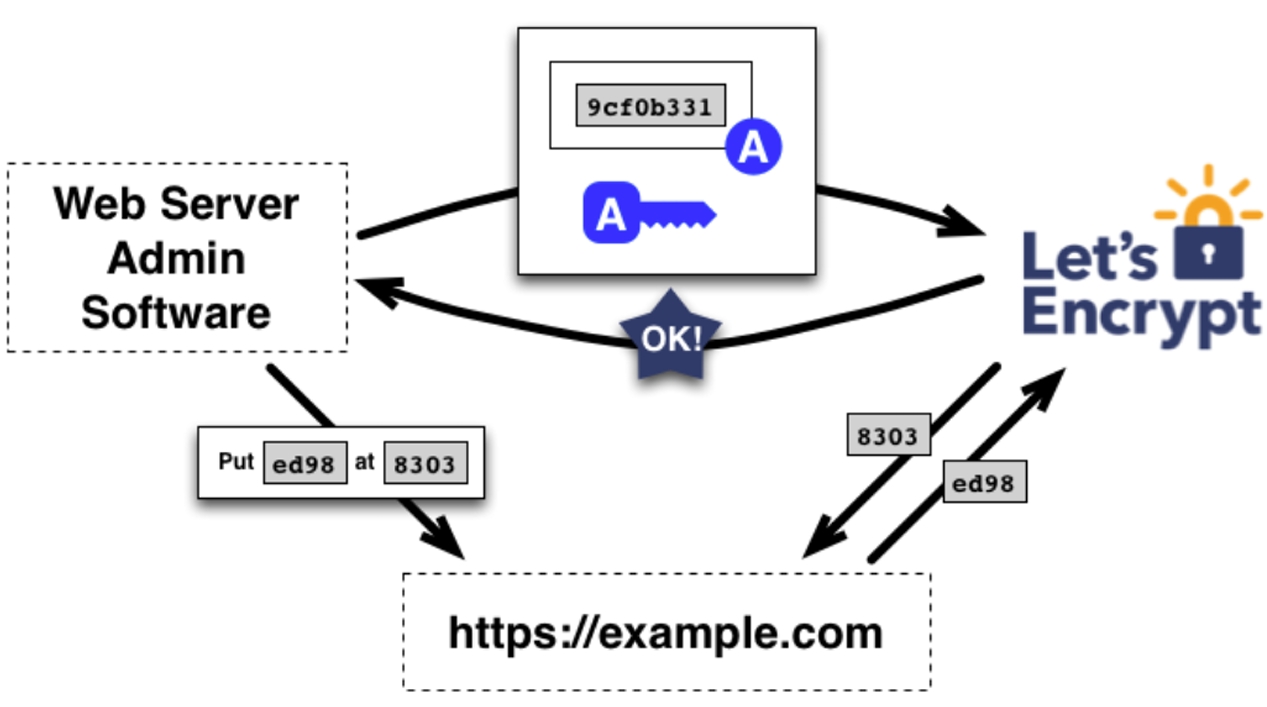 9cf0b331
A
A
Web Server
Admin
Software
Let's
Encrypt
OK!
Put ed98 at 8303
8303
ed98
https://example.com